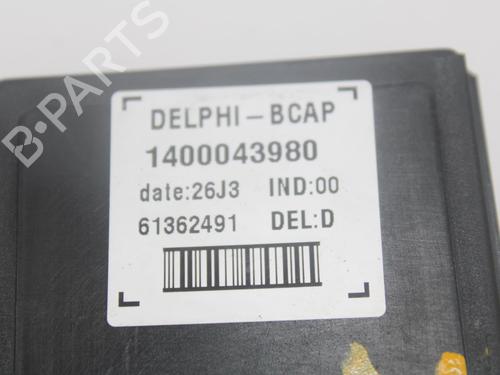 B-PARTS
DELPHI-BCAP
1400043980
date:26J3 IND:00
61362491 DEL:D